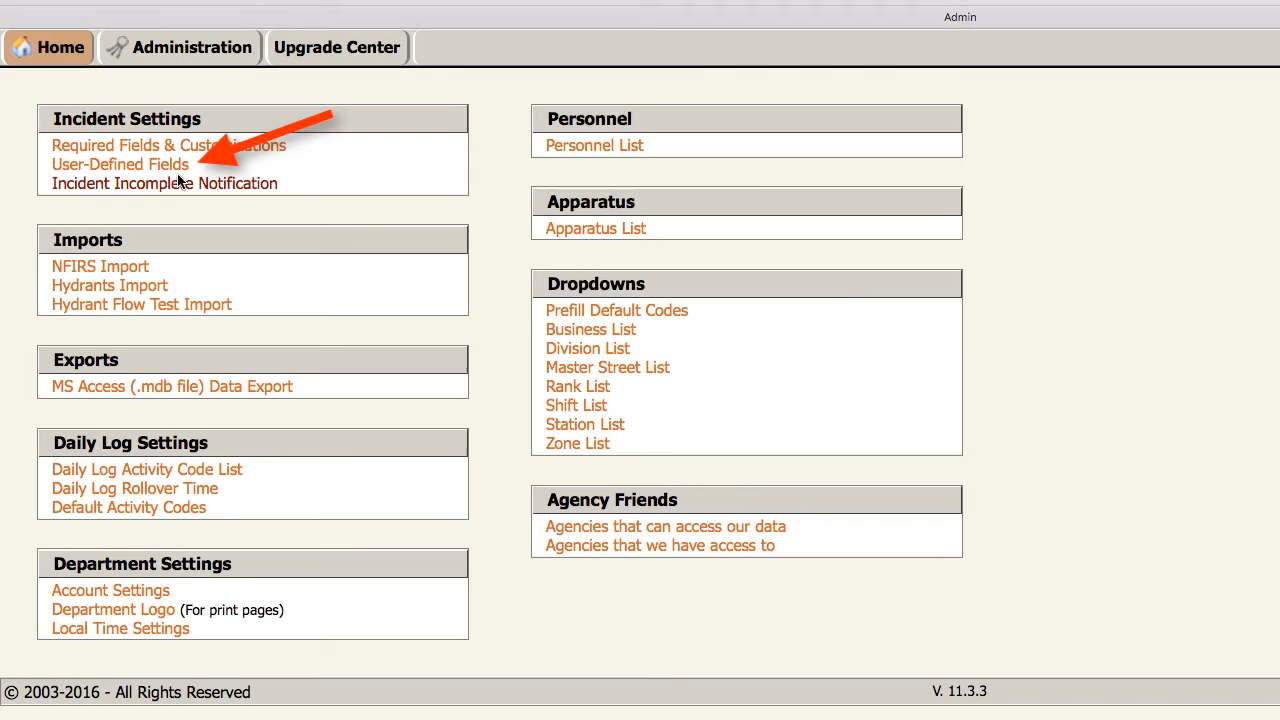 Admin
Home
Administration
Upgrade Center
Incident Settings
Required Fields & Customizations
User-Defined Fields
Incident Incomplete Notification
Imports
NFIRS Import
Hydrants Import
Hydrant Flow Test Import
Exports
MS Access (.mdb file) Data Export
Daily Log Settings
Daily Log Activity Code List
Daily Log Rollover Time
Default Activity Codes
Department Settings
Account Settings
Department Logo (For print pages)
Local Time Settings
Personnel
Personnel List
Apparatus
Apparatus List
Dropdowns
Prefill Default Codes
Business List
Division List
Master Street List
Rank List
Shift List
Station List
Zone List
Agency Friends
Agencies that can access our data
Agencies that we have access to
© 2003-2016 - All Rights Reserved
V. 11.3.3